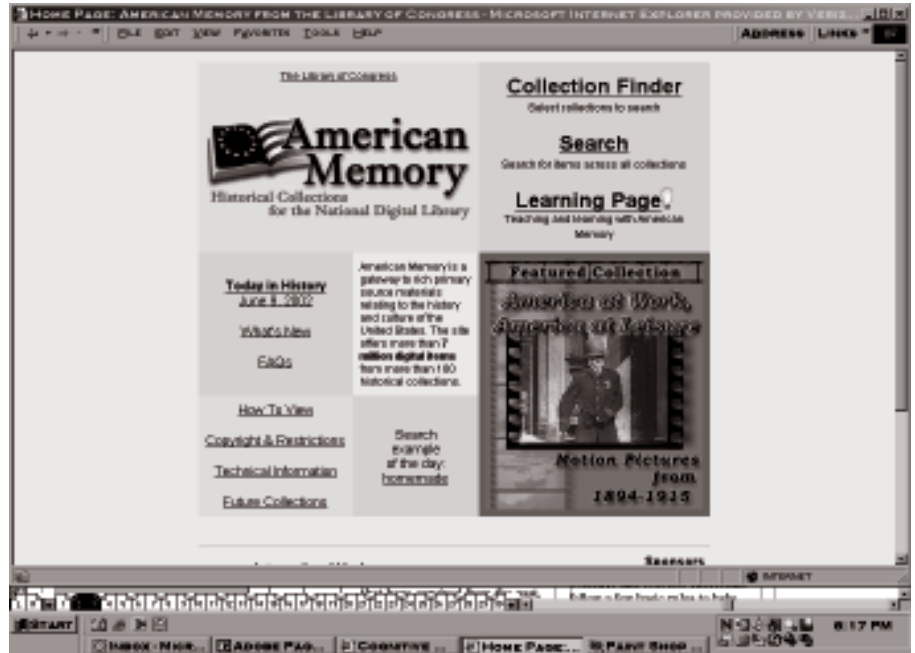 HOME PAGE: AMERICAN MEMORY FROM THE LIBRARY OF CONGRESS - MICROSOFT INTERNET EXPLORER PROVIDED BY VERIZ...
FILE EDIT VIEW FAVORITES TOOLS HELP
ADDRESS LINKS
The Library of Congress
American
Memory
Historical Collections
for the National Digital Library
Collection Finder
Select collections to search
Search
Search for items across all collections
Learning Page
Teaching and learning with American
Memory
Today in History
What's New
FAQs
American Memory is a
gateway to rich primary
source materials
relating to the history
and culture of the
United States. The site
offers more than 7
million digital items
from more than 100
historical collections.
Featured Collection
America at Work,
America at Leisure
Motion Pictures
from
1894-1915
How To View
Copyright & Restrictions
Technical Information
Future Collections
Search
example
of the day:
homemade
Sponsors
INTERNET
START
INBOX - MICR...
ADOBE PAG...
COGNITIVE ...
HOME PAGE:...
PAINT SHOP ...
6:17 PM